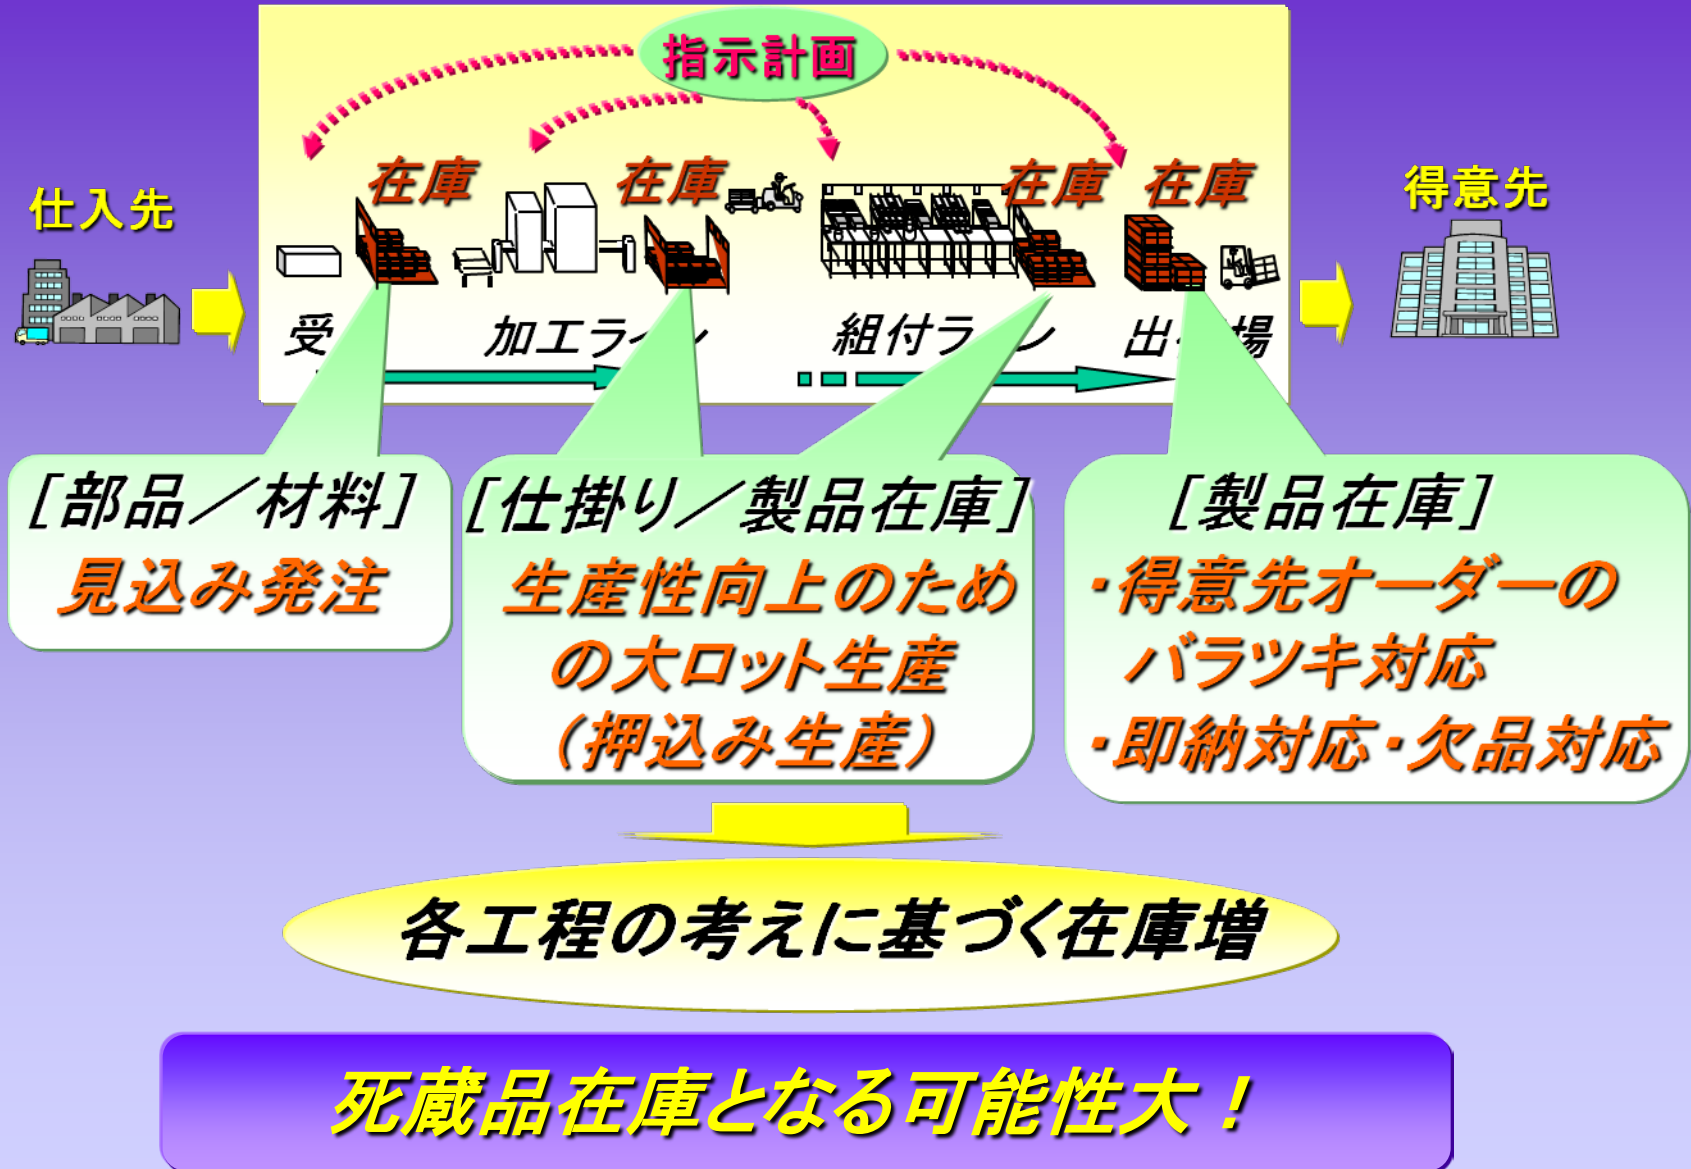 指示計画
在庫
在庫
在庫
在庫
仕入先
得意先
受
加工ライン
組付ライン
出 場
[部品／材料]
見込み発注
[仕掛り／製品在庫]
生産性向上のため
の大ロット生産
(押込み生産)
[製品在庫]
・得意先オーダーの
バラツキ対応
・即納対応・欠品対応
各工程の考えに基づく在庫増
死蔵品在庫となる可能性大！